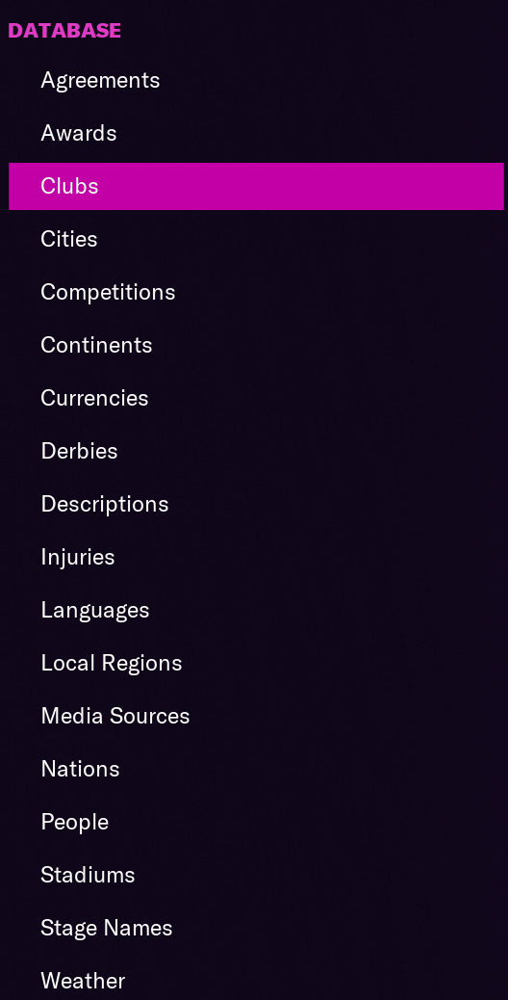 DATABASE
Agreements
Awards
Clubs
Cities
Competitions
Continents
Currencies
Derbies
Descriptions
Injuries
Languages
Local Regions
Media Sources
Nations
People
Stadiums
Stage Names
Weather